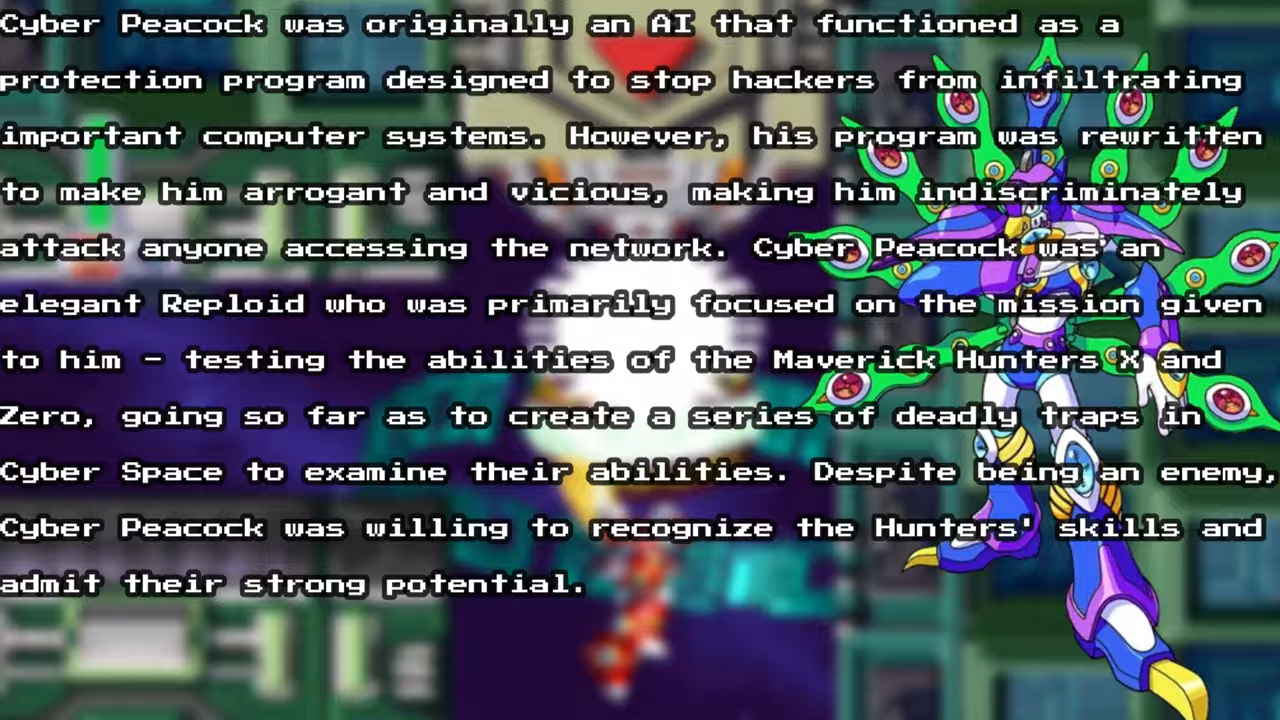 Cyber Peacock was originally an AI that functioned as a
protection program designed to stop hackers from infiltrating
important computer systems. However, his program was rewritten
to make him arrogant and vicious, making him indiscriminately
attack anyone accessing the network. Cyber Peacock was an
elegant Reploid who was primarily focused on the mission given
to him - testing the abilities of the Maverick Hunters X and
Zero, going so far as to create a series of deadly traps in
Cyber Space to examine their abilities. Despite being an enemy,
Cyber Peacock was willing to recognize the Hunters' skills and
admit their strong potential.